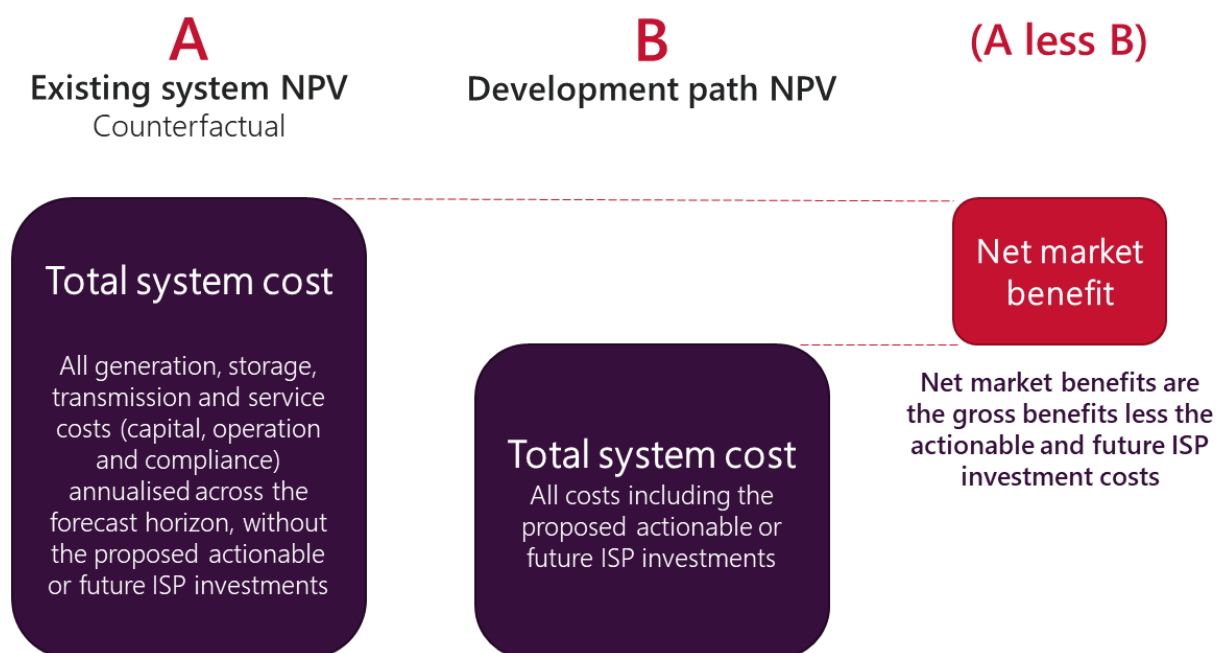 A
Existing system NPV
Counterfactual
B
Development path NPV
(A less B)
Total system cost
All generation, storage,
transmission and service
costs (capital, operation
and compliance)
annualised across the
forecast horizon, without
the proposed actionable
or future ISP investments
Total system cost
All costs including the
proposed actionable or
future ISP investments
Net market
benefit
Net market benefits are
the gross benefits less the
actionable and future ISP
investment costs